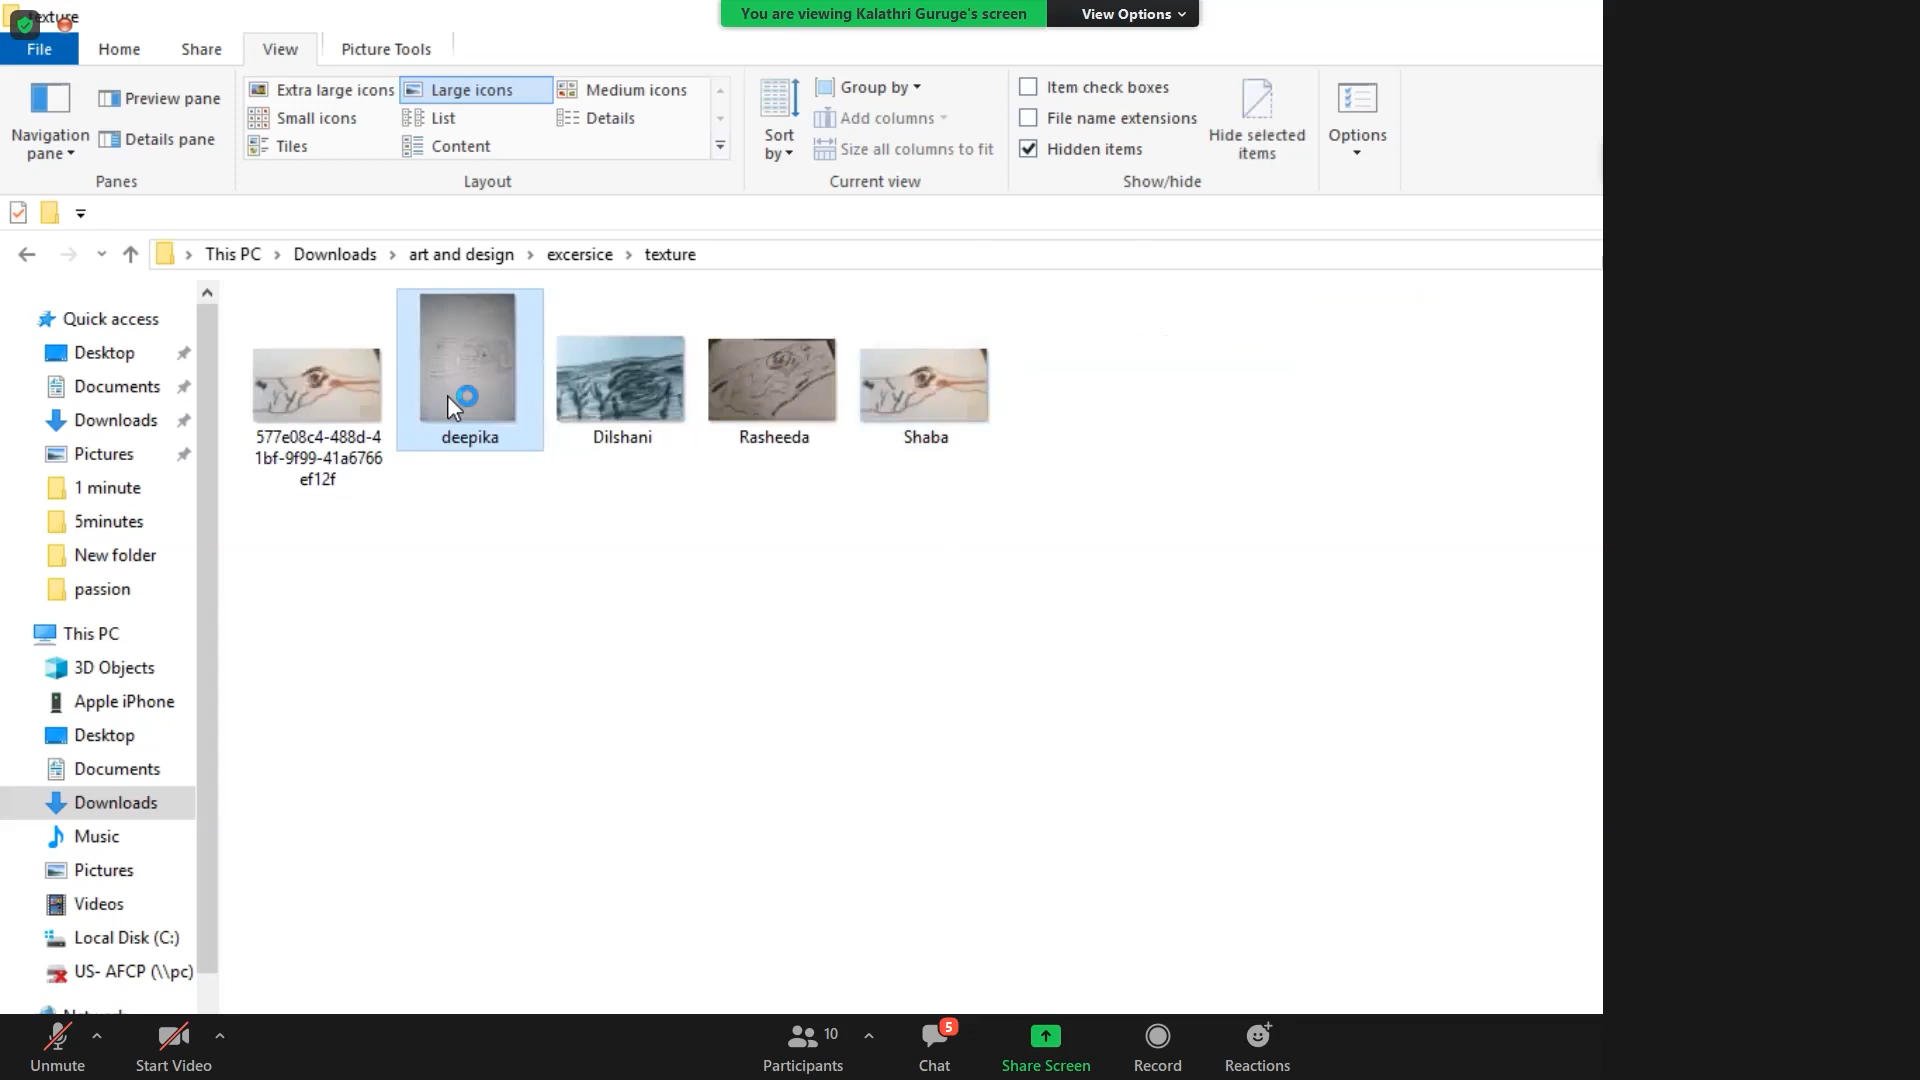 texture
You are viewing Kalathri Guruge's screen
View Options
File
Home
Share
View
Picture Tools
Navigation pane
Preview pane
Details pane
Panes
Extra large icons
Large icons
Medium icons
Small icons
List
Details
Tiles
Content
Layout
Sort by
Group by
Add columns
Size all columns to fit
Current view
Item check boxes
File name extensions
Hidden items
Hide selected items
Show/hide
Options
This PC
Downloads
art and design
excersice
texture
Quick access
Desktop
Documents
Downloads
Pictures
1 minute
5minutes
New folder
passion
This PC
3D Objects
Apple iPhone
Desktop
Documents
Downloads
Music
Pictures
Videos
Local Disk (C:)
US- AFCP (\\pc)
577e08c4-488d-4
1bf-9f99-41a6766
ef12f
deepika
Dilshani
Rasheeda
Shaba
Unmute
Start Video
10
Participants
5
Chat
Share Screen
Record
Reactions